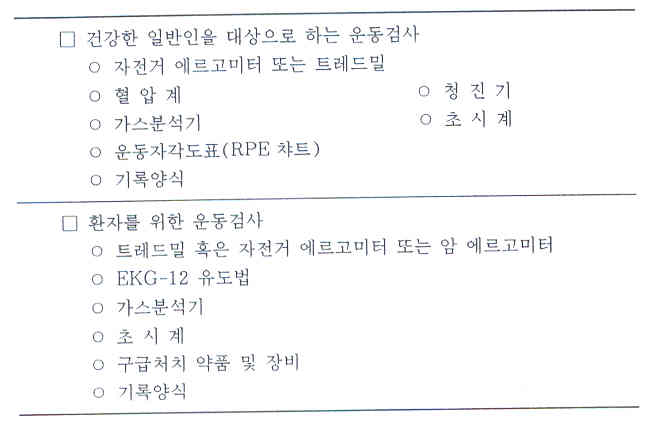 □ 건강한 일반인을 대상으로 하는 운동검사
○ 자전거 에르고미터 또는 트레드밀
○ 혈 압 계 ○ 청 진 기
○ 가스분석기 ○ 초 시 계
○ 운동자각도표(RPE 챠트)
○ 기록양식
□ 환자를 위한 운동검사
○ 트레드밀 혹은 자전거 에르고미터 또는 암 에르고미터
○ EKG-12 유도법
○ 가스분석기
○ 초 시 계
○ 구급처치 약품 및 장비
○ 기록양식